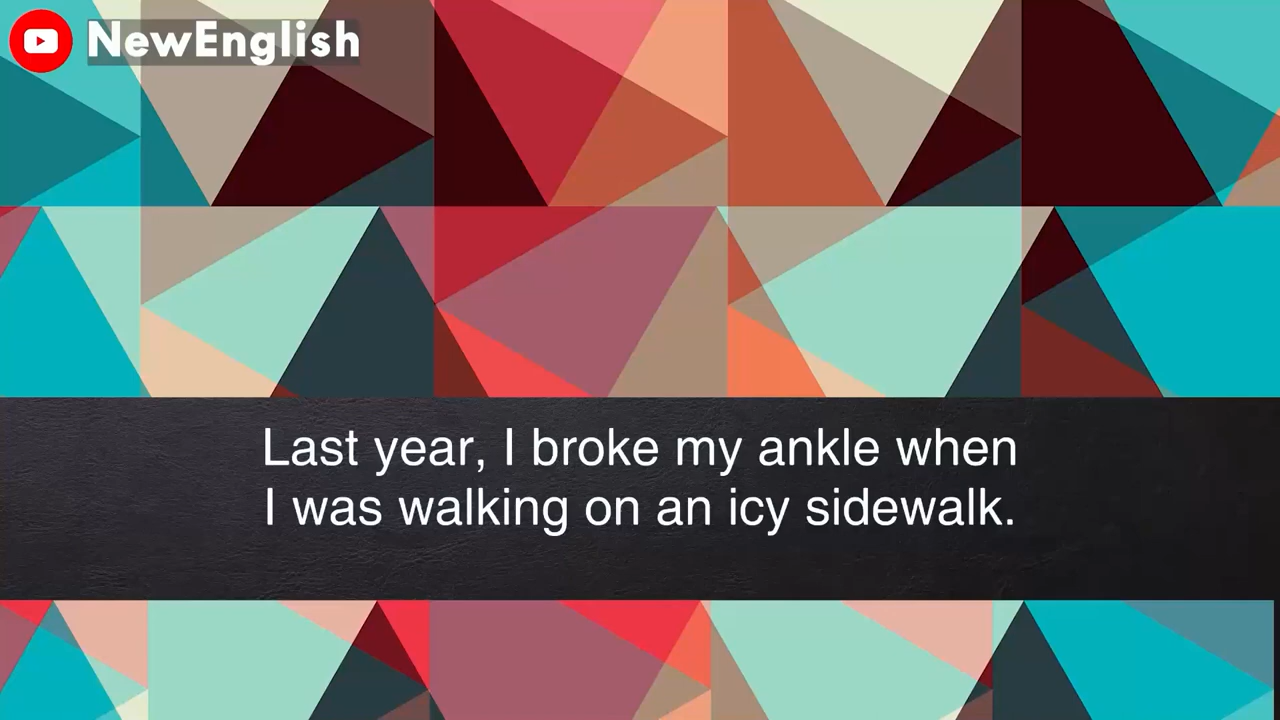 NewEnglish
Last year, I broke my ankle when
I was walking on an icy sidewalk.